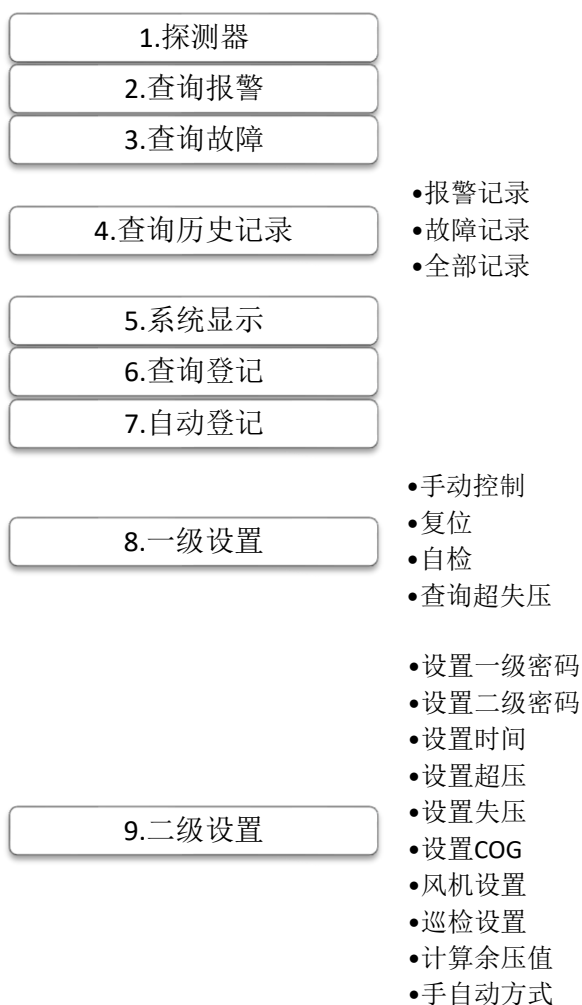 1.探测器
2.查询报警
3.查询故障
4.查询历史记录
•报警记录
•故障记录
•全部记录
5.系统显示
6.查询登记
7.自动登记
8.一级设置
•手动控制
•复位
•自检
•查询超失压
9.二级设置
•设置一级密码
•设置二级密码
•设置时间
•设置超压
•设置失压
•设置COG
•风机设置
•巡检设置
•计算余压值
•手自动方式